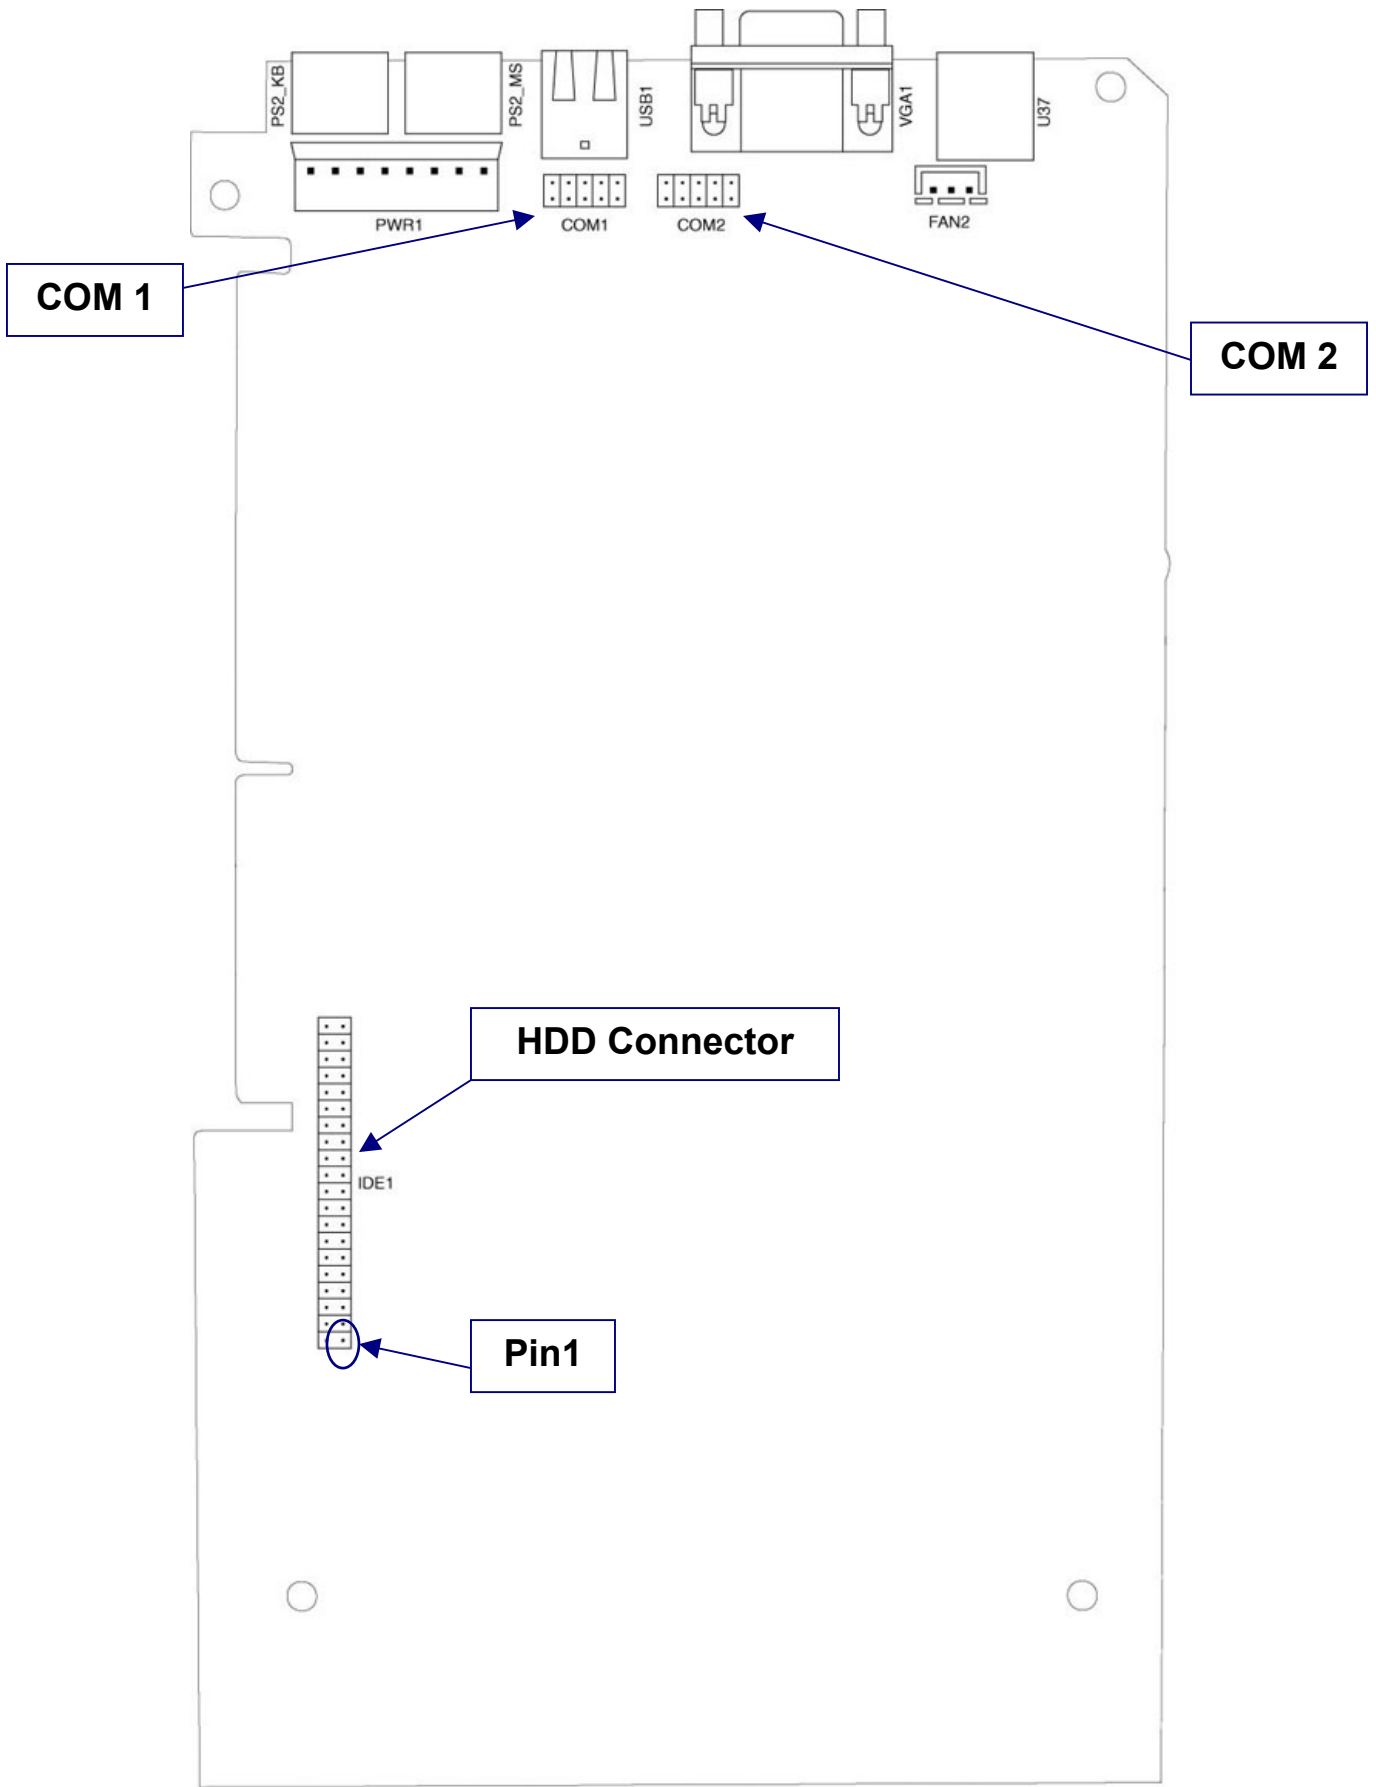 PS2_KB
PS2_MS
USB1
VGA1
U37
PWR1
COM1
COM2
FAN2
COM 1
COM 2
HDD Connector
IDE1
Pin1